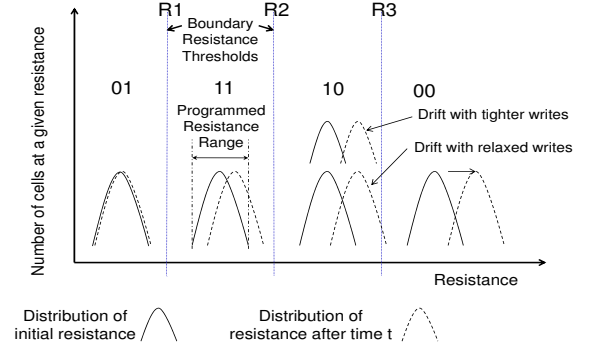 R1
R2
R3
Boundary
Resistance
Thresholds
01
11
10
00
Programmed
Resistance
Range
Drift with tighter writes
Drift with relaxed writes
Number of cells at a given resistance
Resistance
Distribution of
initial resistance
Distribution of
resistance after time t